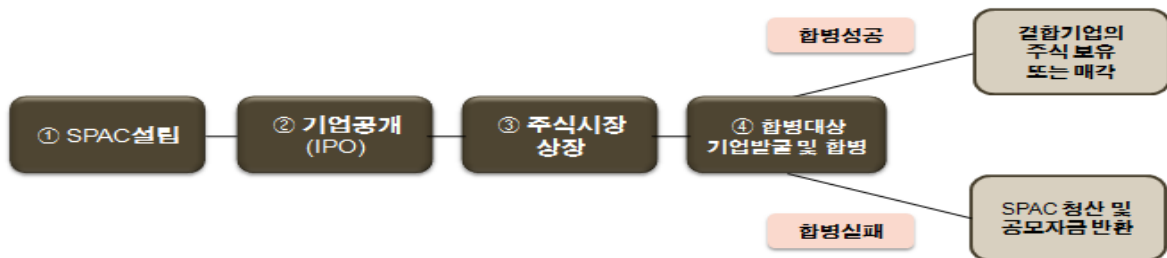 ① SPAC설립
② 기업공개
(IPO)
③ 주식시장
상장
④ 합병대상
기업발굴 및 합병
합병성공
결합기업의
주식 보유
또는 매각
합병실패
SPAC 청산 및
공모자금 반환